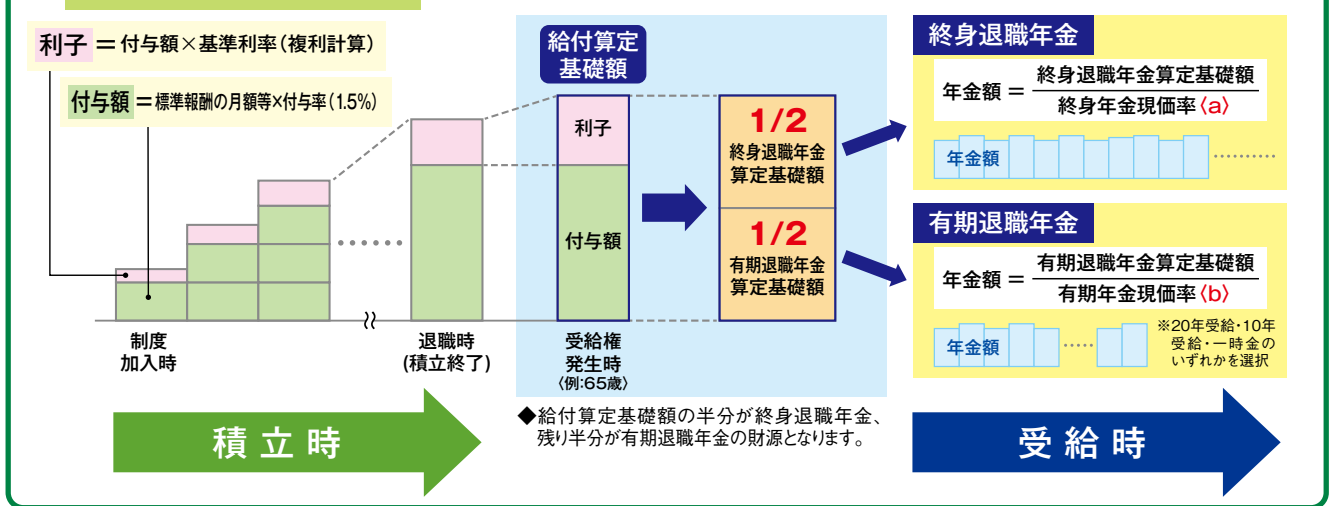 利子＝付与額×基準利率（複利計算）
付与額＝標準報酬の月額等×付与率（1.5%）
制度
加入時
退職時
（積立終了）
積立時
給付算定
基礎額
利子
付与額
受給権
発生時
〈例：65歳〉
1/2
終身退職年金
算定基礎額
1/2
有期退職年金
算定基礎額
◆給付算定基礎額の半分が終身退職年金、
残り半分が有期退職年金の財源となります。
終身退職年金
年金額＝
終身退職年金算定基礎額
終身年金現価率〈a〉
年金額
有期退職年金
年金額＝
有期退職年金算定基礎額
有期年金現価率〈b〉
年金額
※20年受給・10年
受給・一時金の
いずれかを選択
受給時